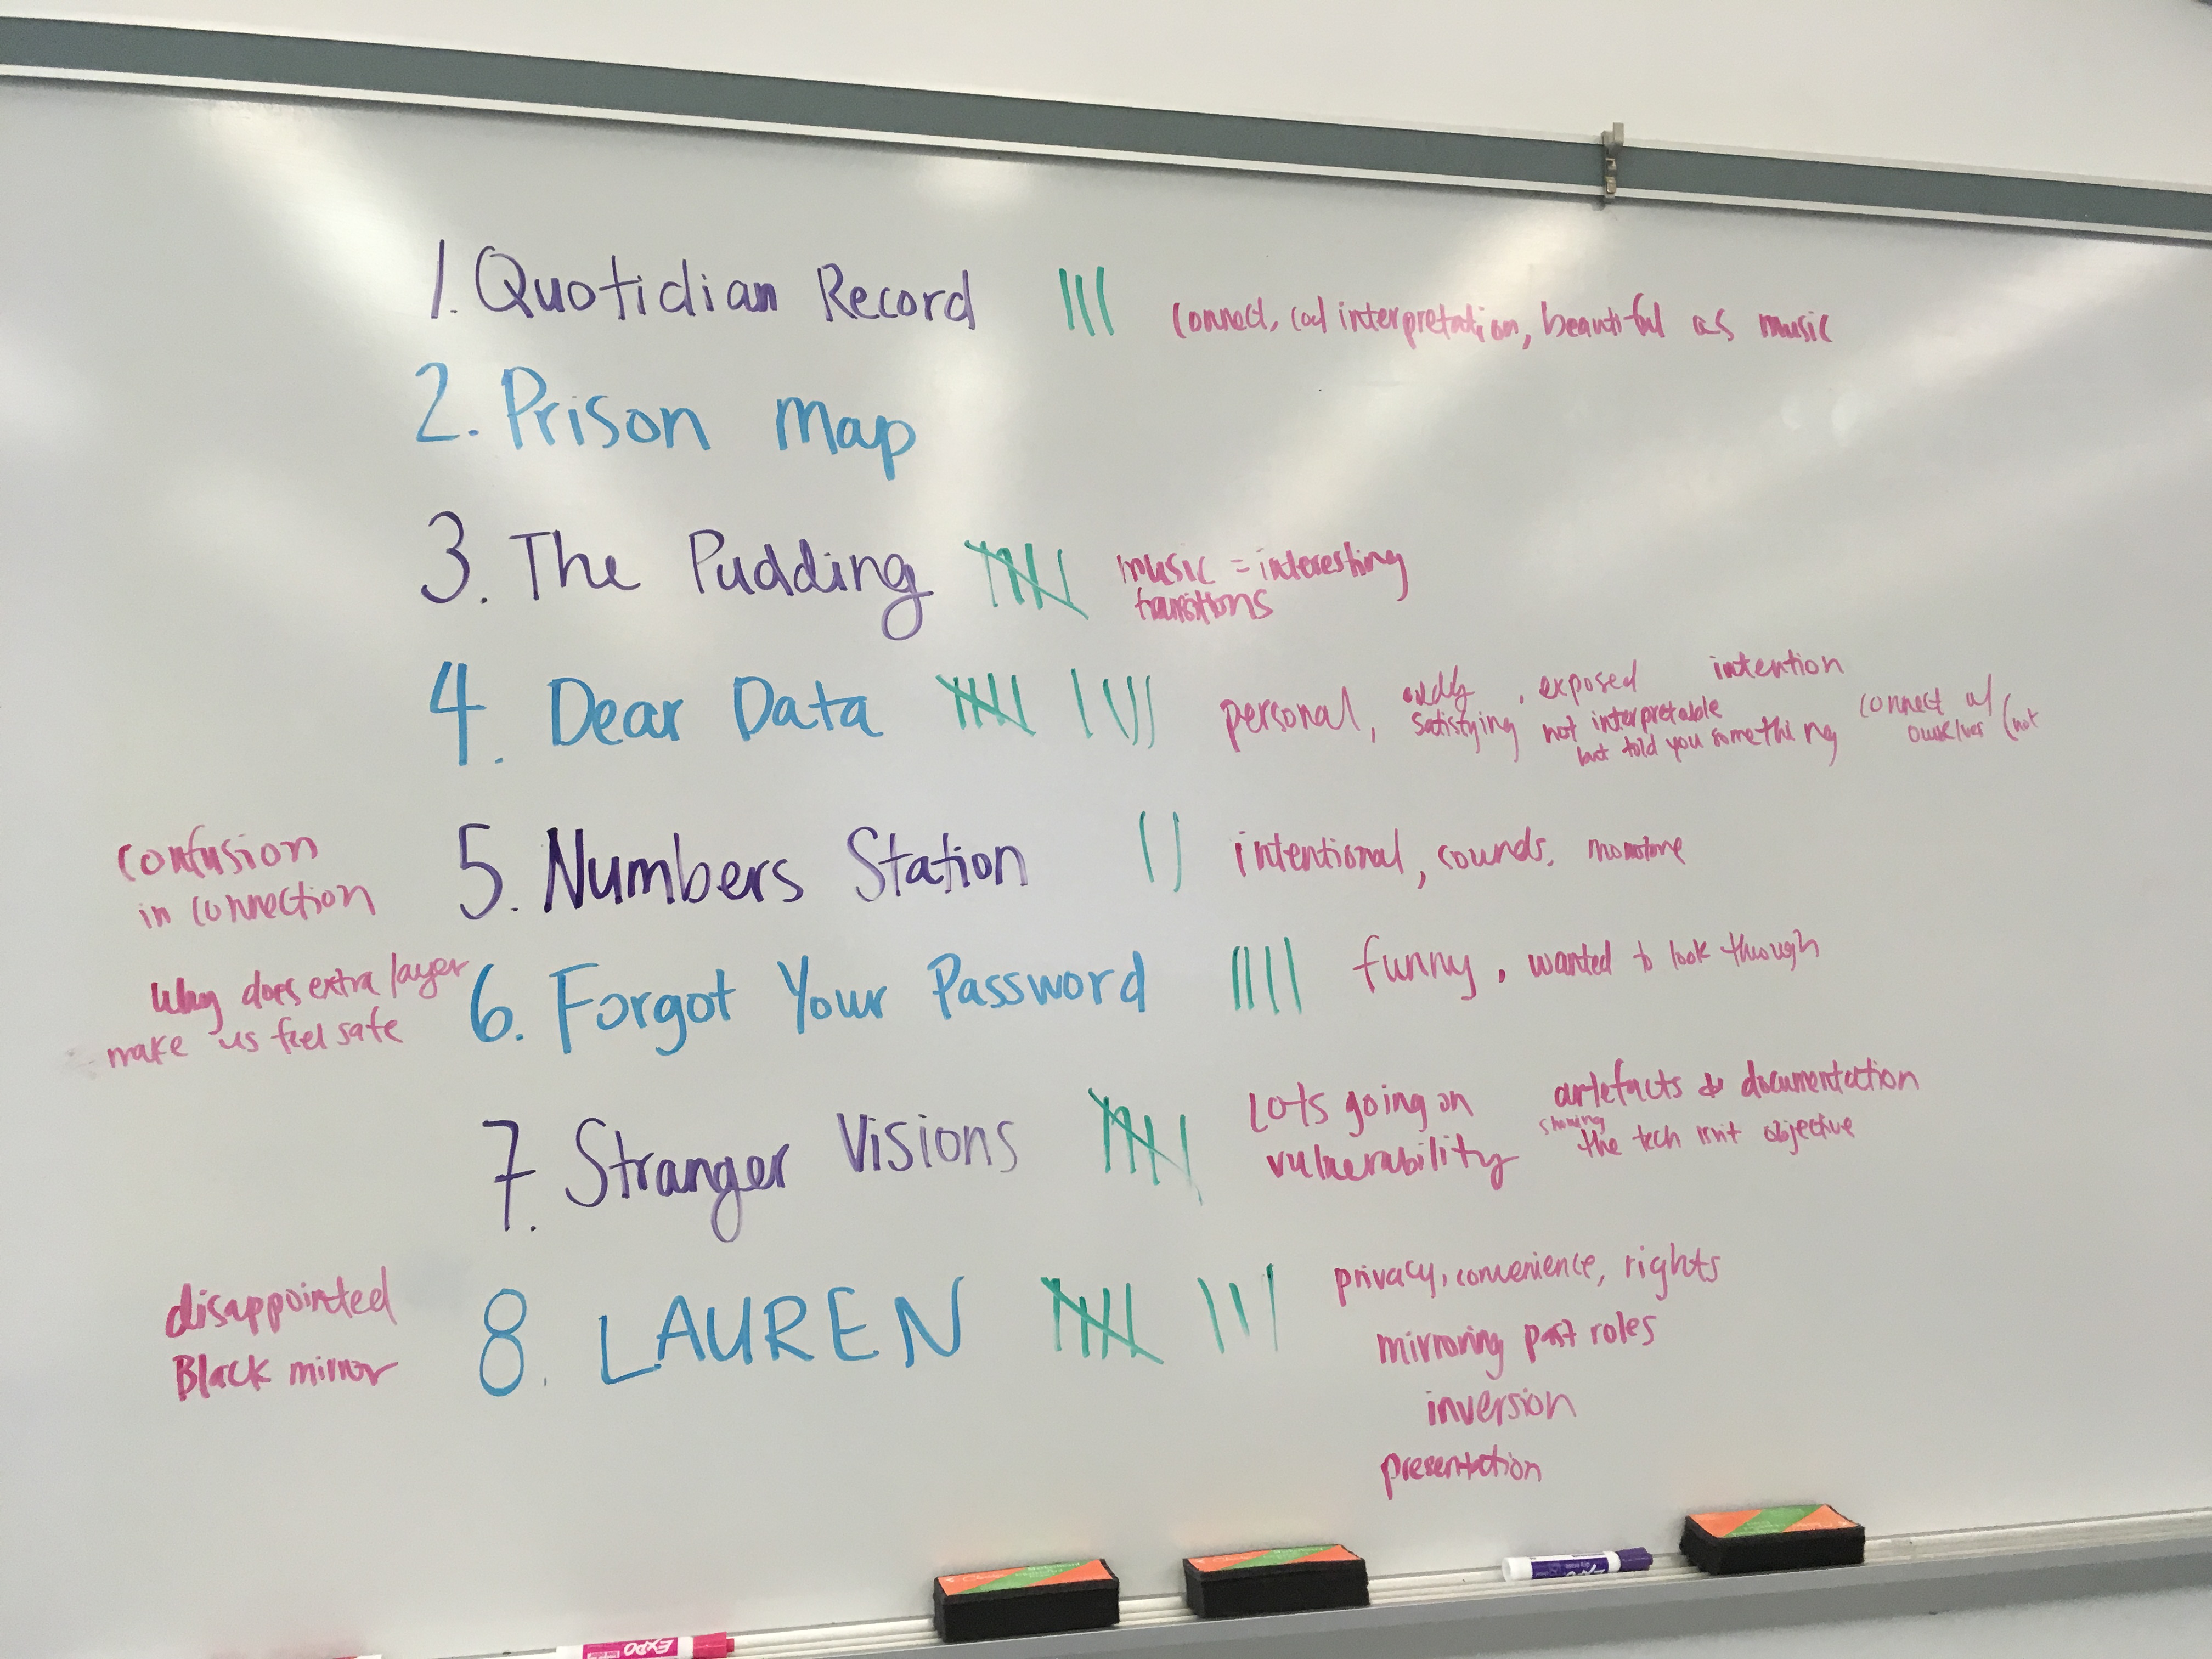 1. Quotidian Record
connect, cool interpretation, beautiful as music
2. Prison Map
3. The Pudding
music = interesting
transitions
4. Dear Data
personal, oddly satisfying, exposed
intention
not interpretable
but told you something
connect w/
ourselves (not
confusion
in connection
5. Numbers Station
intentional, sounds, monotone
Why does extra layer
make us feel safe
6. Forgot Your Password
funny, wanted to look through
7. Stranger Visions
Lots going on
vulnerability
artefacts & documentation
showing
the tech isn't objective
disappointed
Black mirror
8. LAUREN
privacy, convenience, rights
mirroring past roles
inversion
presentation
EXPO